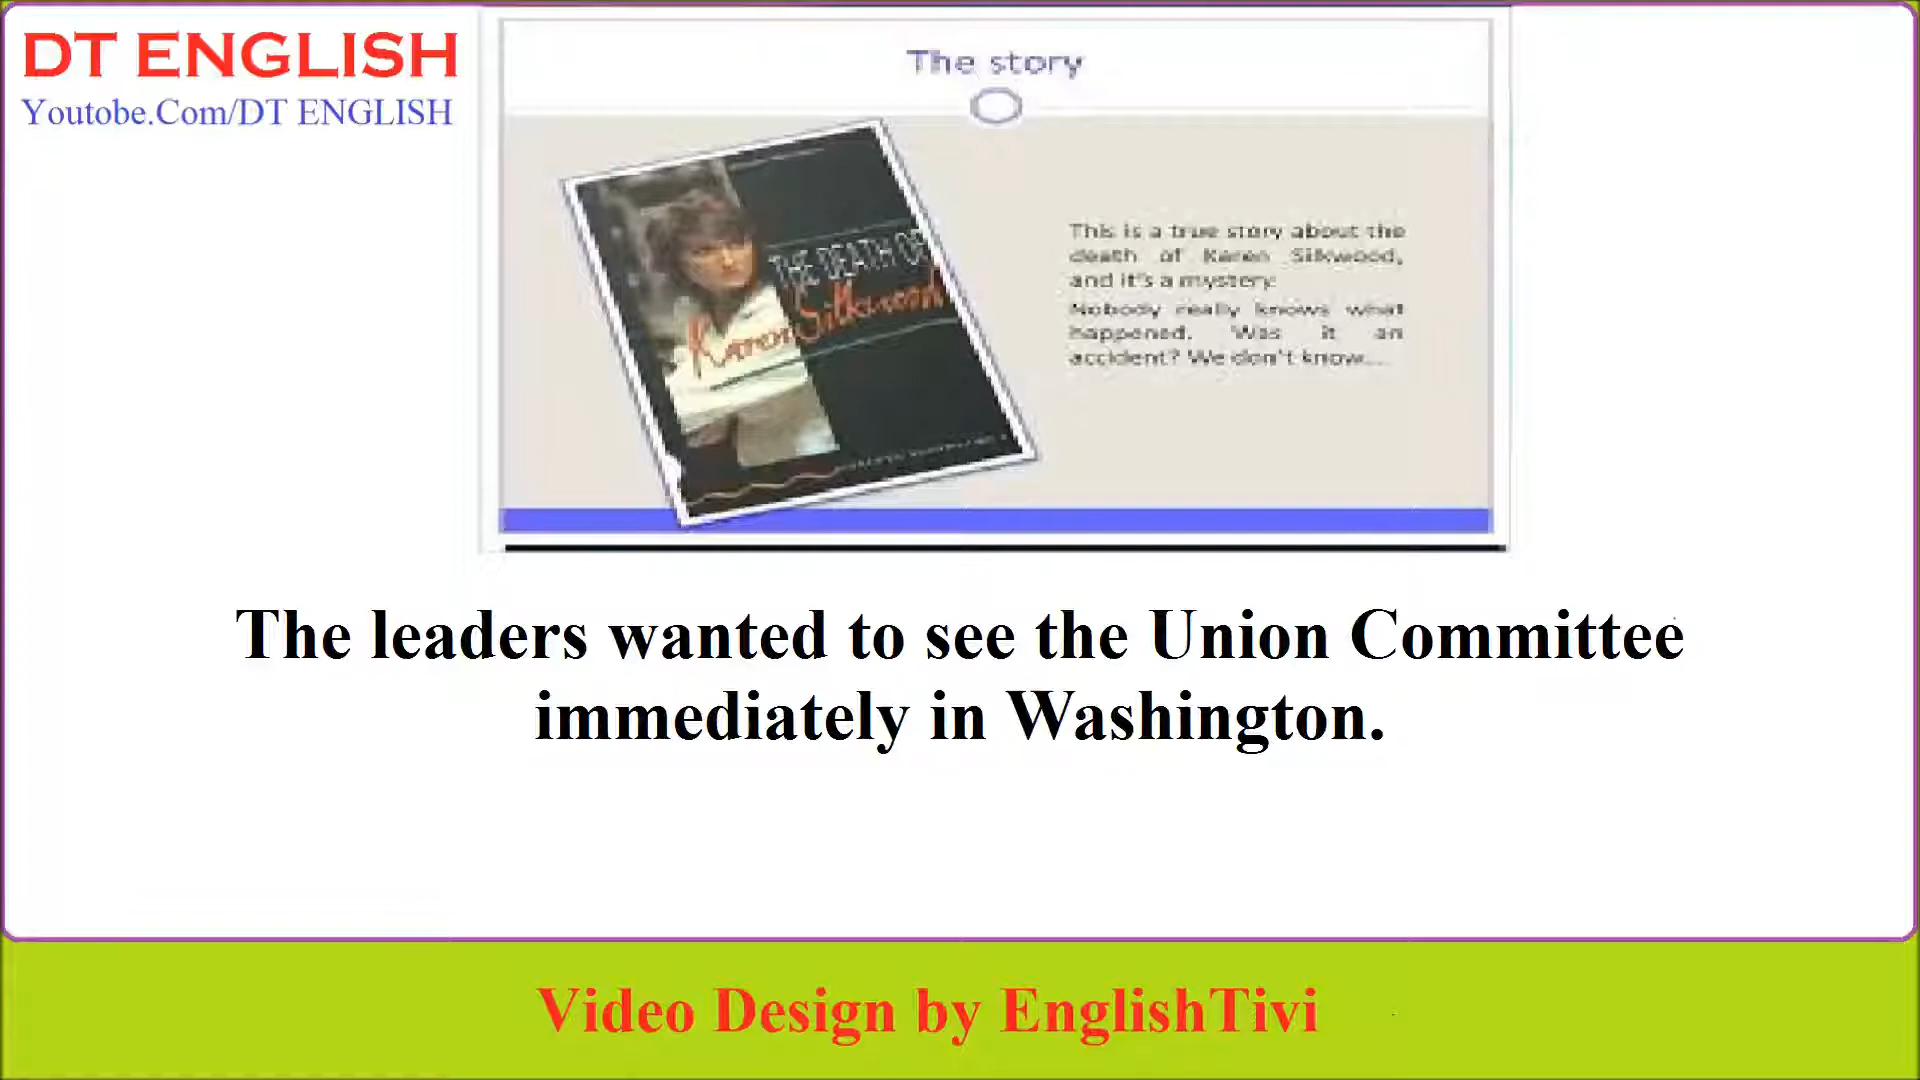 DT ENGLISH
Youtobe.Com/DT ENGLISH
The story
THE DEATH OF
Karen Silkwood
This is a true story about the
death of Karen Silkwood,
and it's a mystery.
Nobody really knows what
happened. Was it an
accident? We don't know...
The leaders wanted to see the Union Committee
immediately in Washington.
Video Design by EnglishTivi